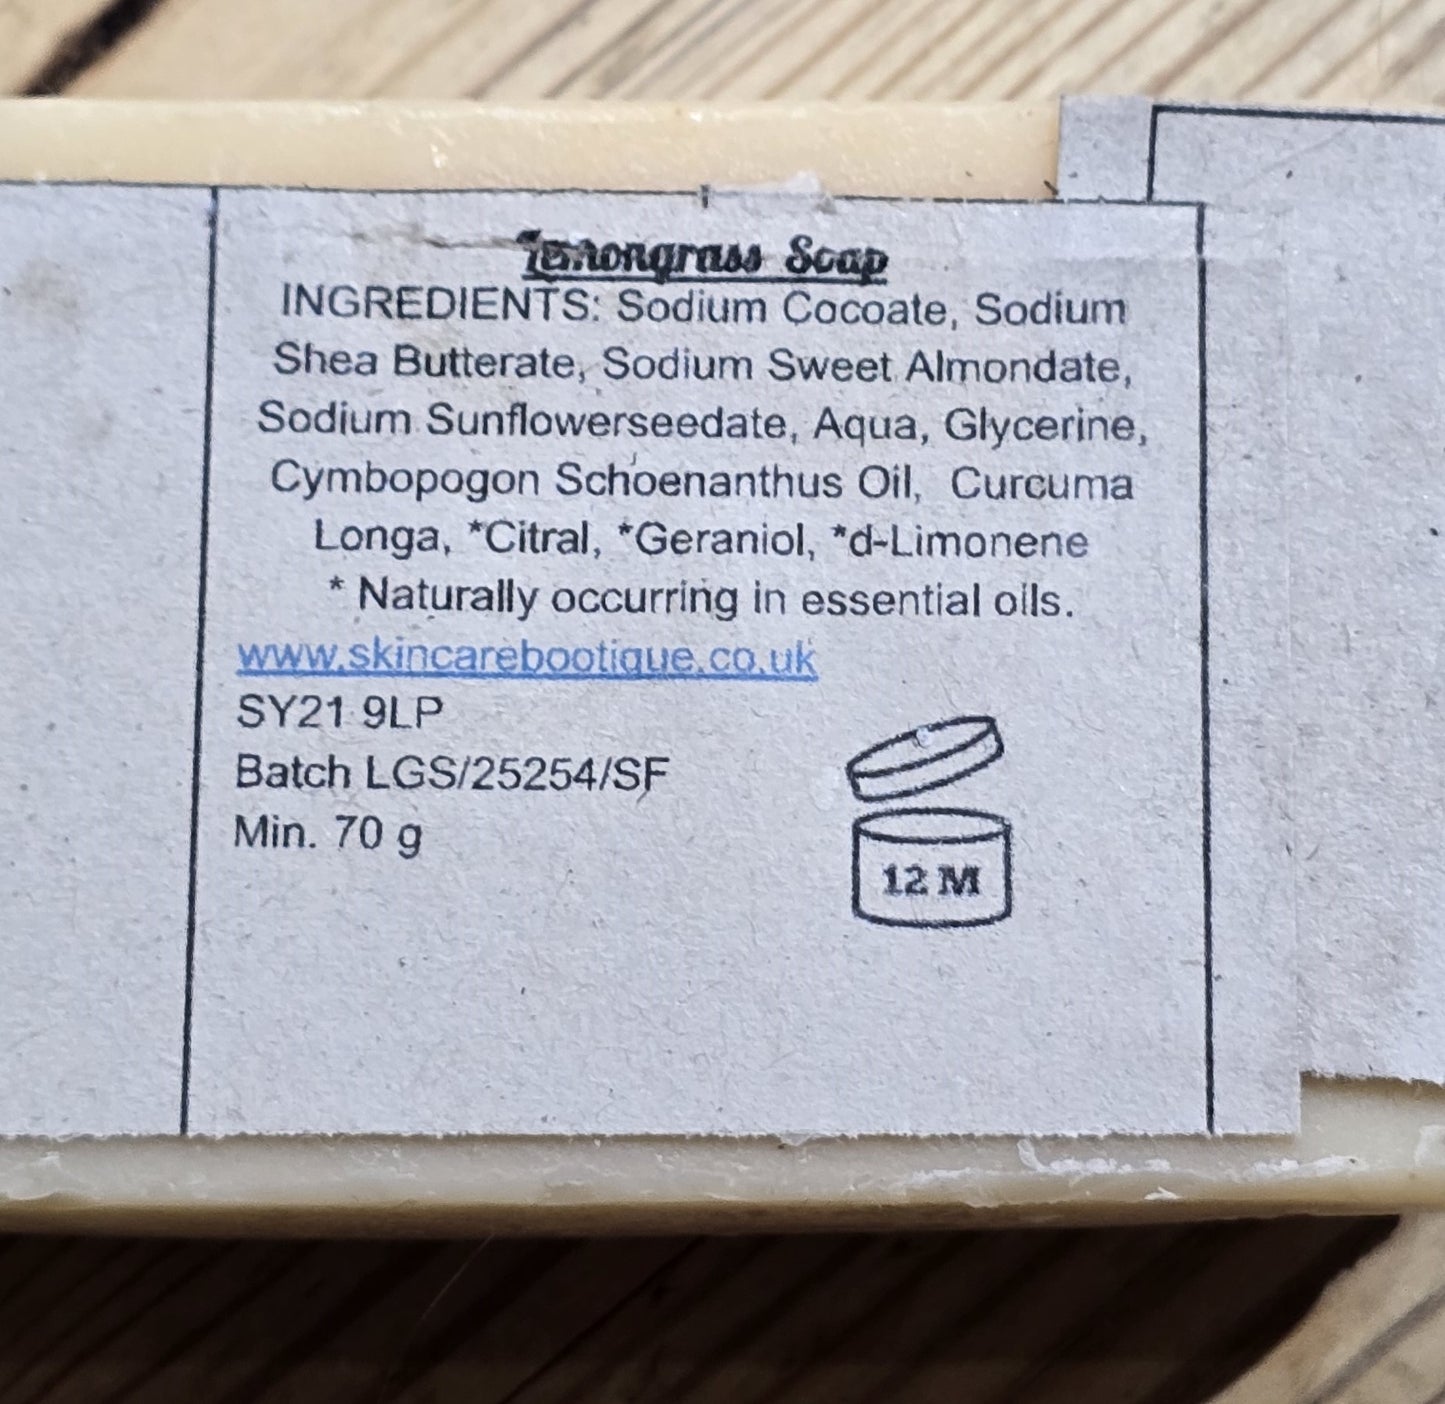 Lemongrass Soap
INGREDIENTS: Sodium Cocoate, Sodium
Shea Butterate, Sodium Sweet Almondate,
Sodium Sunflowerseedate, Aqua, Glycerine,
Cymbopogon Schoenanthus Oil, Curcuma
Longa, *Citral, *Geraniol, *d-Limonene
* Naturally occurring in essential oils.
www.skincarebootique.co.uk
SY21 9LP
Batch LGS/25254/SF
Min. 70 g
12 M